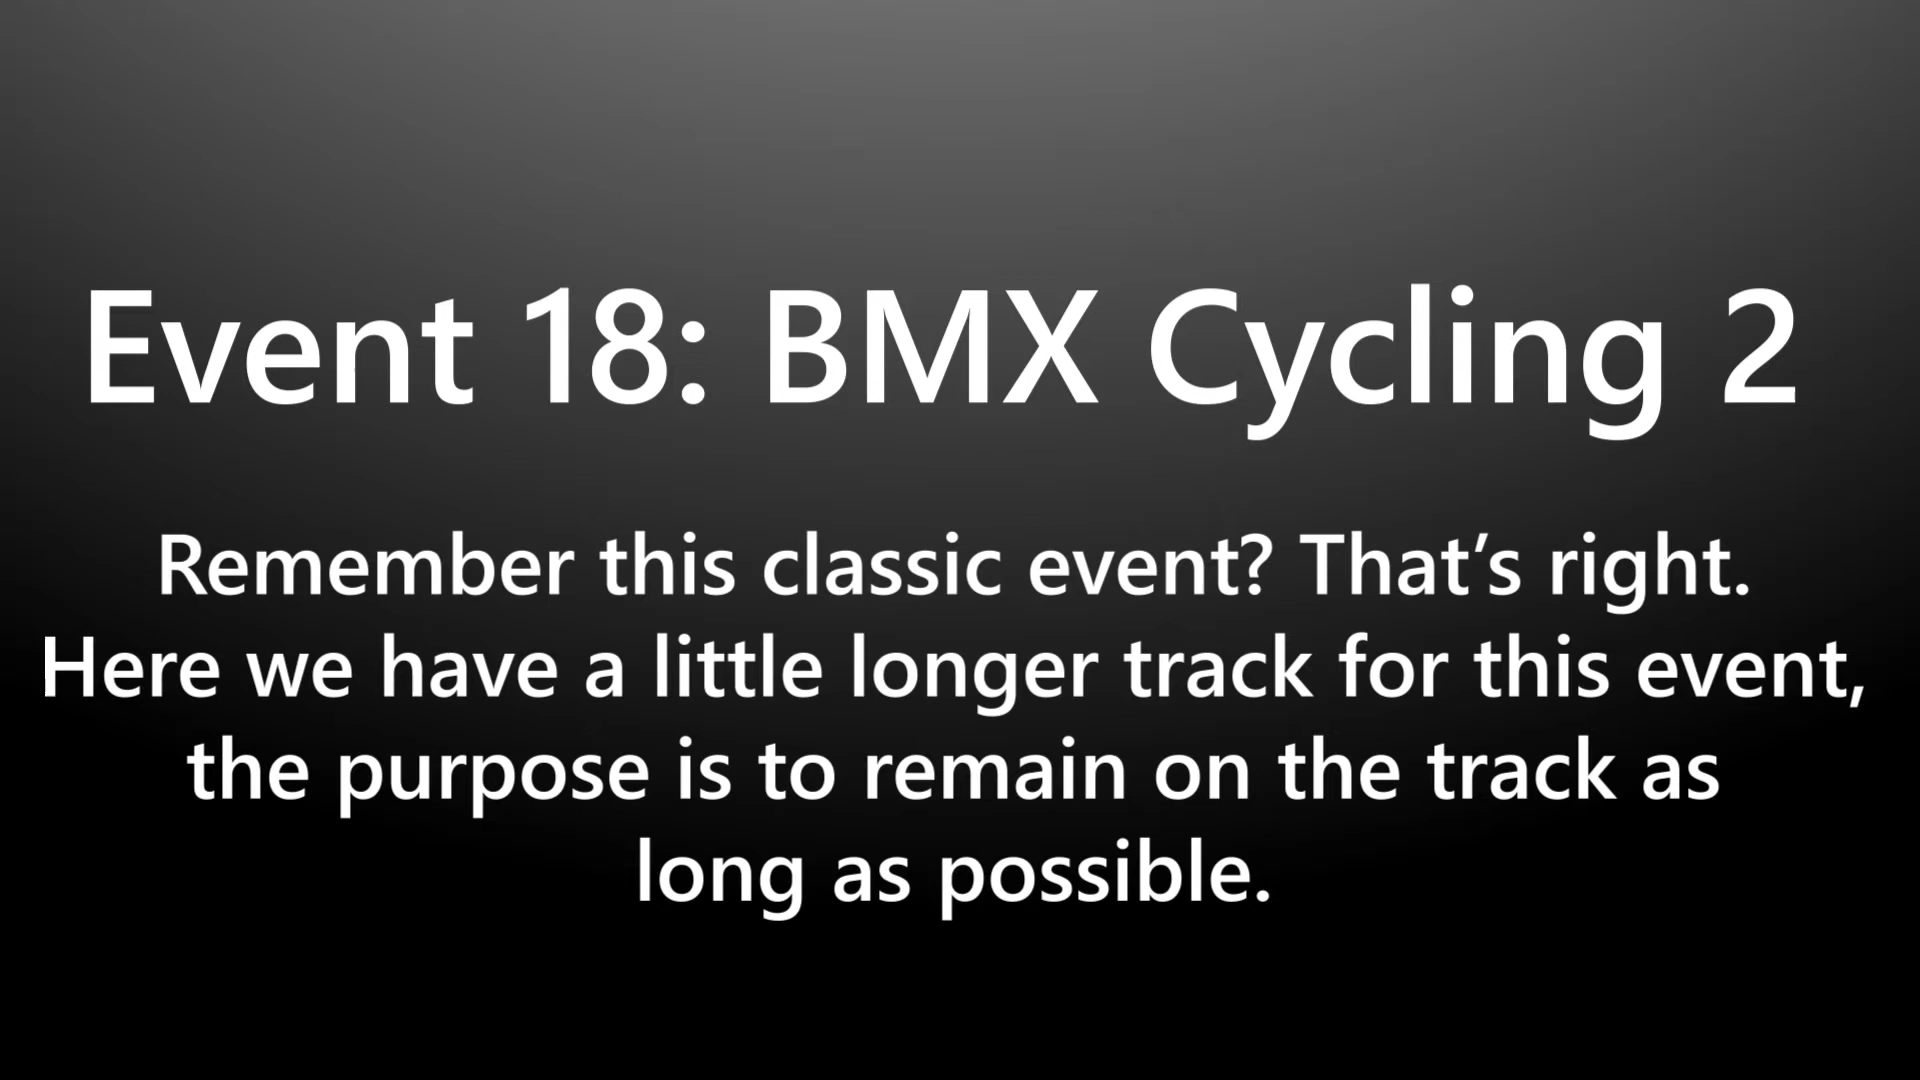 Event 18: BMX Cycling 2
Remember this classic event? That’s right.
Here we have a little longer track for this event,
the purpose is to remain on the track as
long as possible.